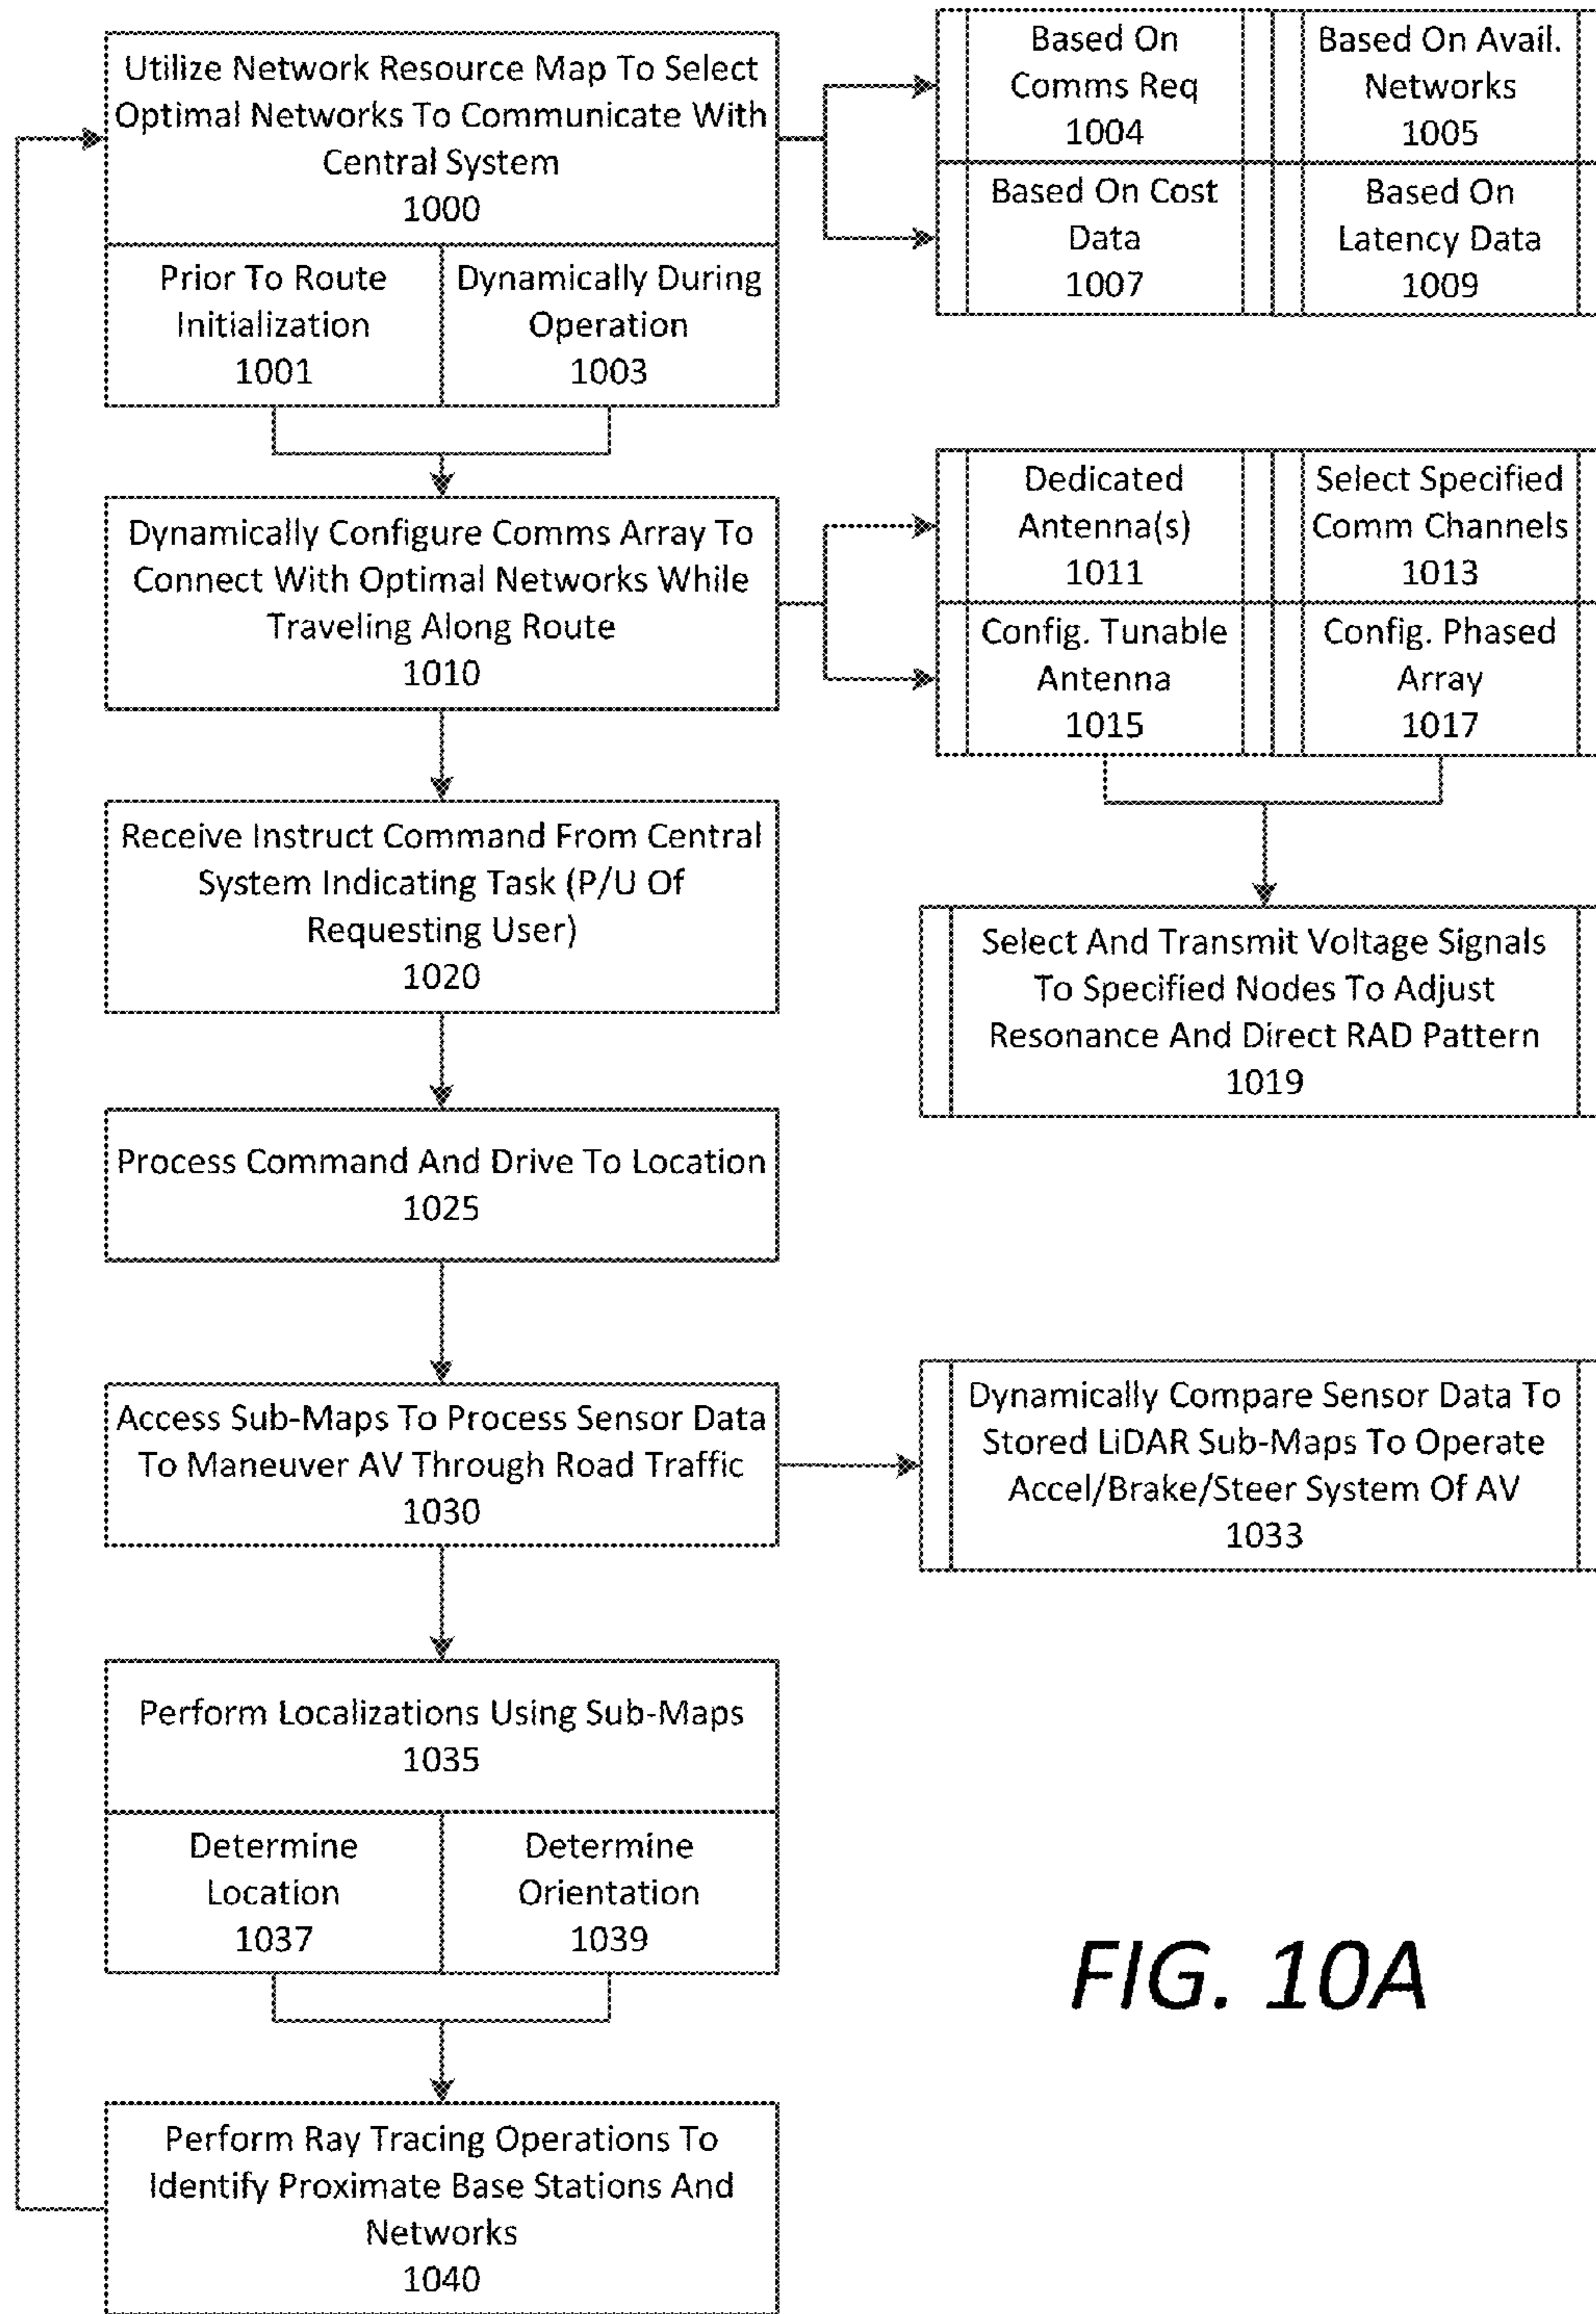 Utilize Network Resource Map To Select
Optimal Networks To Communicate With
Central System
1000
Prior To Route
Initialization
1001
Dynamically During
Operation
1003
Based On
Comms Req
1004
Based On Avail.
Networks
1005
Based On Cost
Data
1007
Based On
Latency Data
1009
Dynamically Configure Comms Array To
Connect With Optimal Networks While
Traveling Along Route
1010
Dedicated
Antenna(s)
1011
Select Specified
Comm Channels
1013
Config. Tunable
Antenna
1015
Config. Phased
Array
1017
Select And Transmit Voltage Signals
To Specified Nodes To Adjust
Resonance And Direct RAD Pattern
1019
Receive Instruct Command From Central
System Indicating Task (P/U Of
Requesting User)
1020
Process Command And Drive To Location
1025
Access Sub-Maps To Process Sensor Data
To Maneuver AV Through Road Traffic
1030
Dynamically Compare Sensor Data To
Stored LiDAR Sub-Maps To Operate
Accel/Brake/Steer System Of AV
1033
Perform Localizations Using Sub-Maps
1035
Determine
Location
1037
Determine
Orientation
1039
Perform Ray Tracing Operations To
Identify Proximate Base Stations And
Networks
1040
FIG. 10A